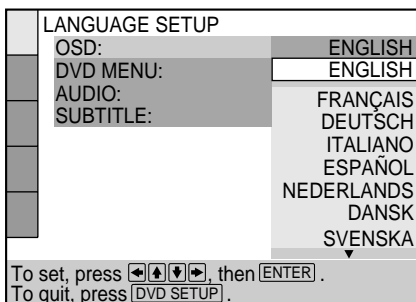 LANGUAGE SETUP
OSD: ENGLISH
DVD MENU: ENGLISH
AUDIO: FRANÇAIS
SUBTITLE: DEUTSCH
ITALIANO
ESPAÑOL
NEDERLANDS
DANSK
SVENSKA
To set, press , then ENTER .
To quit, press DVD SETUP .